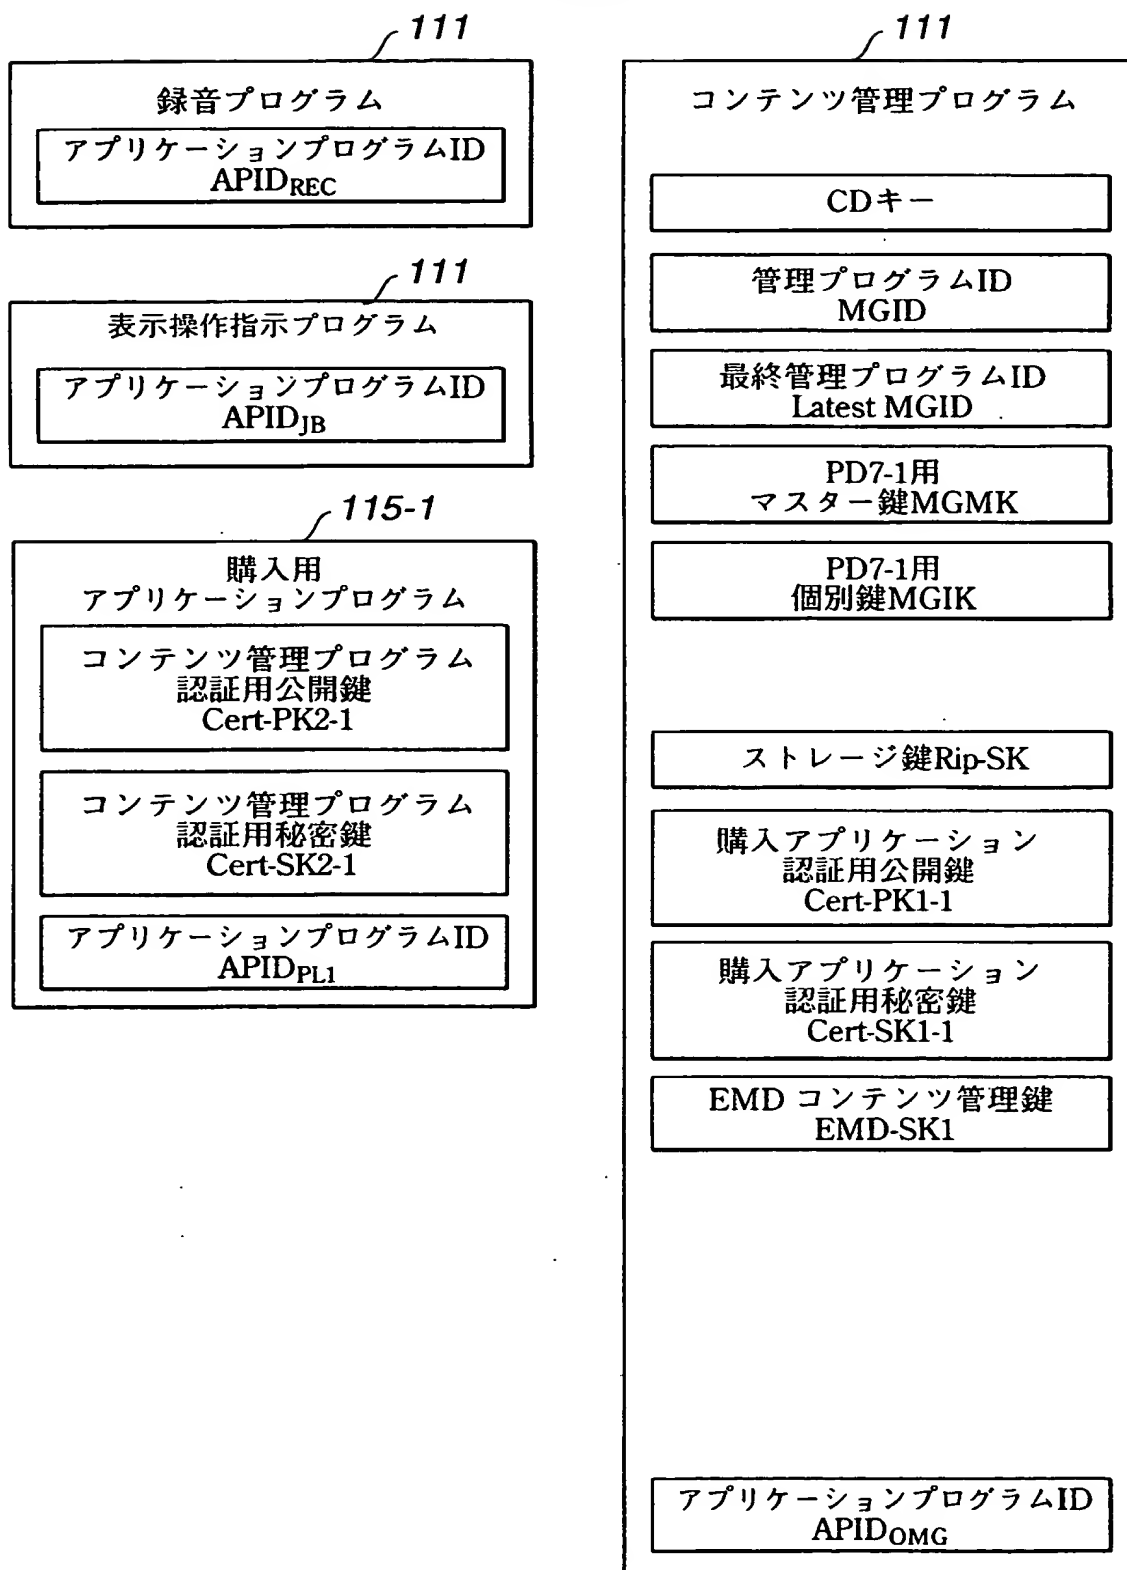 111
録音プログラム
アプリケーションプログラムID
APIDREC
111
表示操作指示プログラム
アプリケーションプログラムID
APIDJB
115-1
購入用
アプリケーションプログラム
コンテンツ管理プログラム
認証用公開鍵
Cert-PK2-1
コンテンツ管理プログラム
認証用秘密鍵
Cert-SK2-1
アプリケーションプログラムID
APIDPL1
111
コンテンツ管理プログラム
CDキー
管理プログラムID
MGID
最終管理プログラムID
Latest MGID
PD7-1用
マスター鍵MGMK
PD7-1用
個別鍵MGIK
ストレージ鍵Rip-SK
購入アプリケーション
認証用公開鍵
Cert-PK1-1
購入アプリケーション
認証用秘密鍵
Cert-SK1-1
EMD コンテンツ管理鍵
EMD-SK1
アプリケーションプログラムID
APIDOMG